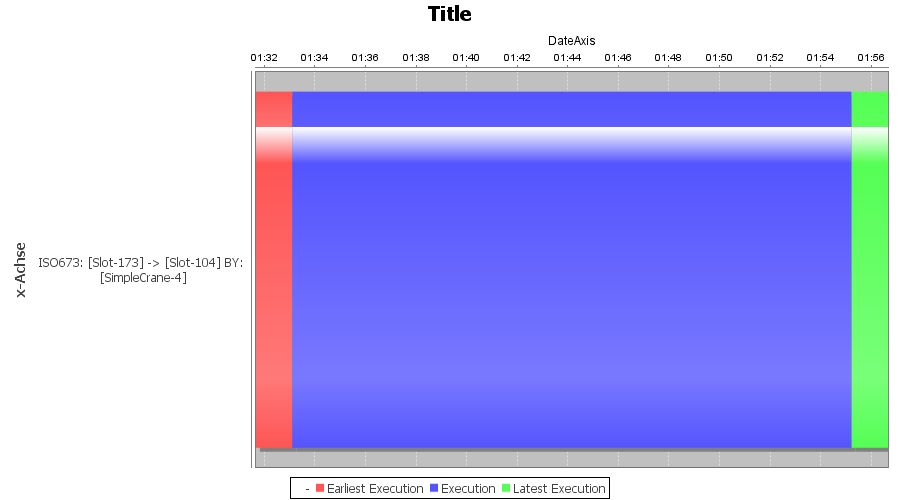 Title
DateAxis
01:32 01:34 01:36 01:38 01:40 01:42 01:44 01:46 01:48 01:50 01:52 01:54 01:56
x-Achse
ISO673: [Slot-173] -> [Slot-104] BY:
[SimpleCrane-4]
- Earliest Execution Execution Latest Execution